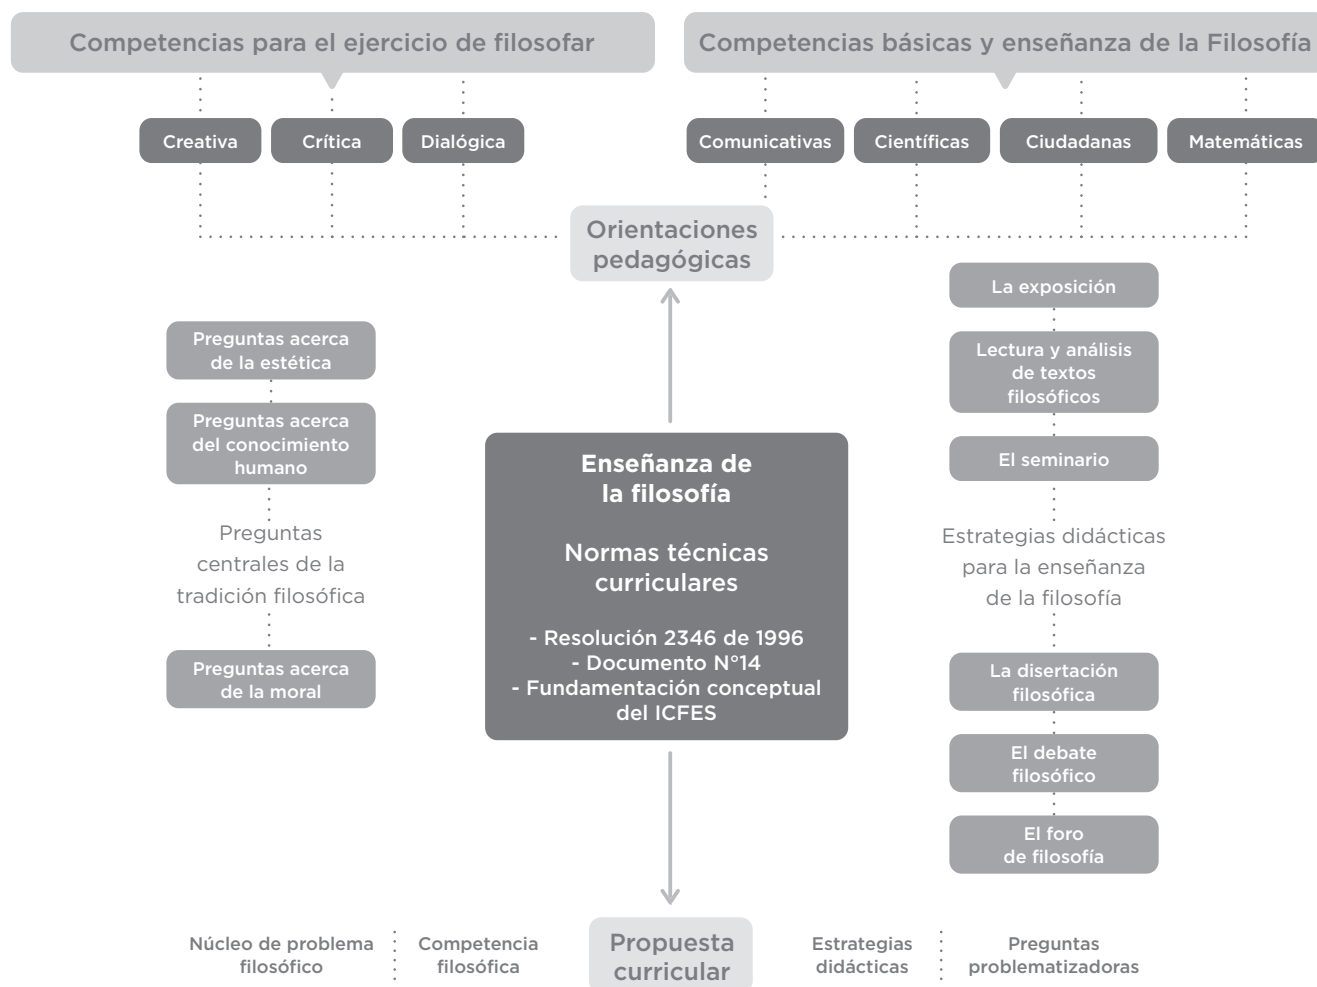 Competencias para el ejercicio de filosofar
Competencias básicas y enseñanza de la Filosofía
Creativa
Crítica
Dialógica
Comunicativas
Científicas
Ciudadanas
Matemáticas
Orientaciones
pedagógicas
Preguntas acerca
de la estética
Preguntas acerca
del conocimiento
humano
Preguntas
centrales de la
tradición filosófica
Preguntas acerca
de la moral
Enseñanza de
la filosofía
Normas técnicas
curriculares
- Resolución 2346 de 1996
- Documento N°14
- Fundamentación conceptual
del ICFES
La exposición
Lectura y análisis
de textos
filosóficos
El seminario
Estrategias didácticas
para la enseñanza
de la filosofía
La disertación
filosófica
El debate
filosófico
El foro
de filosofía
Núcleo de problema
filosófico
Competencia
filosófica
Propuesta
curricular
Estrategias
didácticas
Preguntas
problematizadoras